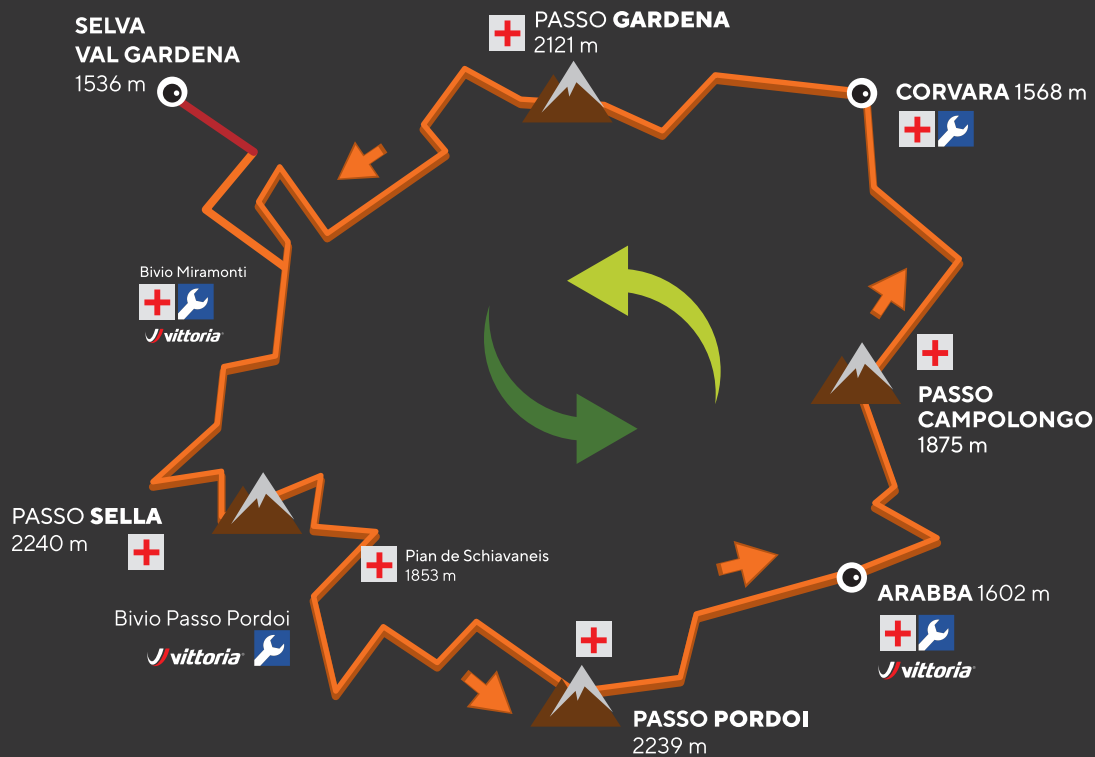 SELVA
VAL GARDENA
1536 m
PASSO GARDENA
2121 m
CORVARA 1568 m
Bivio Miramonti
vittoria
PASSO
CAMPOLONGO
1875 m
PASSO SELLA
2240 m
Pian de Schiavaneis
1853 m
Bivio Passo Pordoi
vittoria
ARABBA 1602 m
vittoria
PASSO PORDOI
2239 m